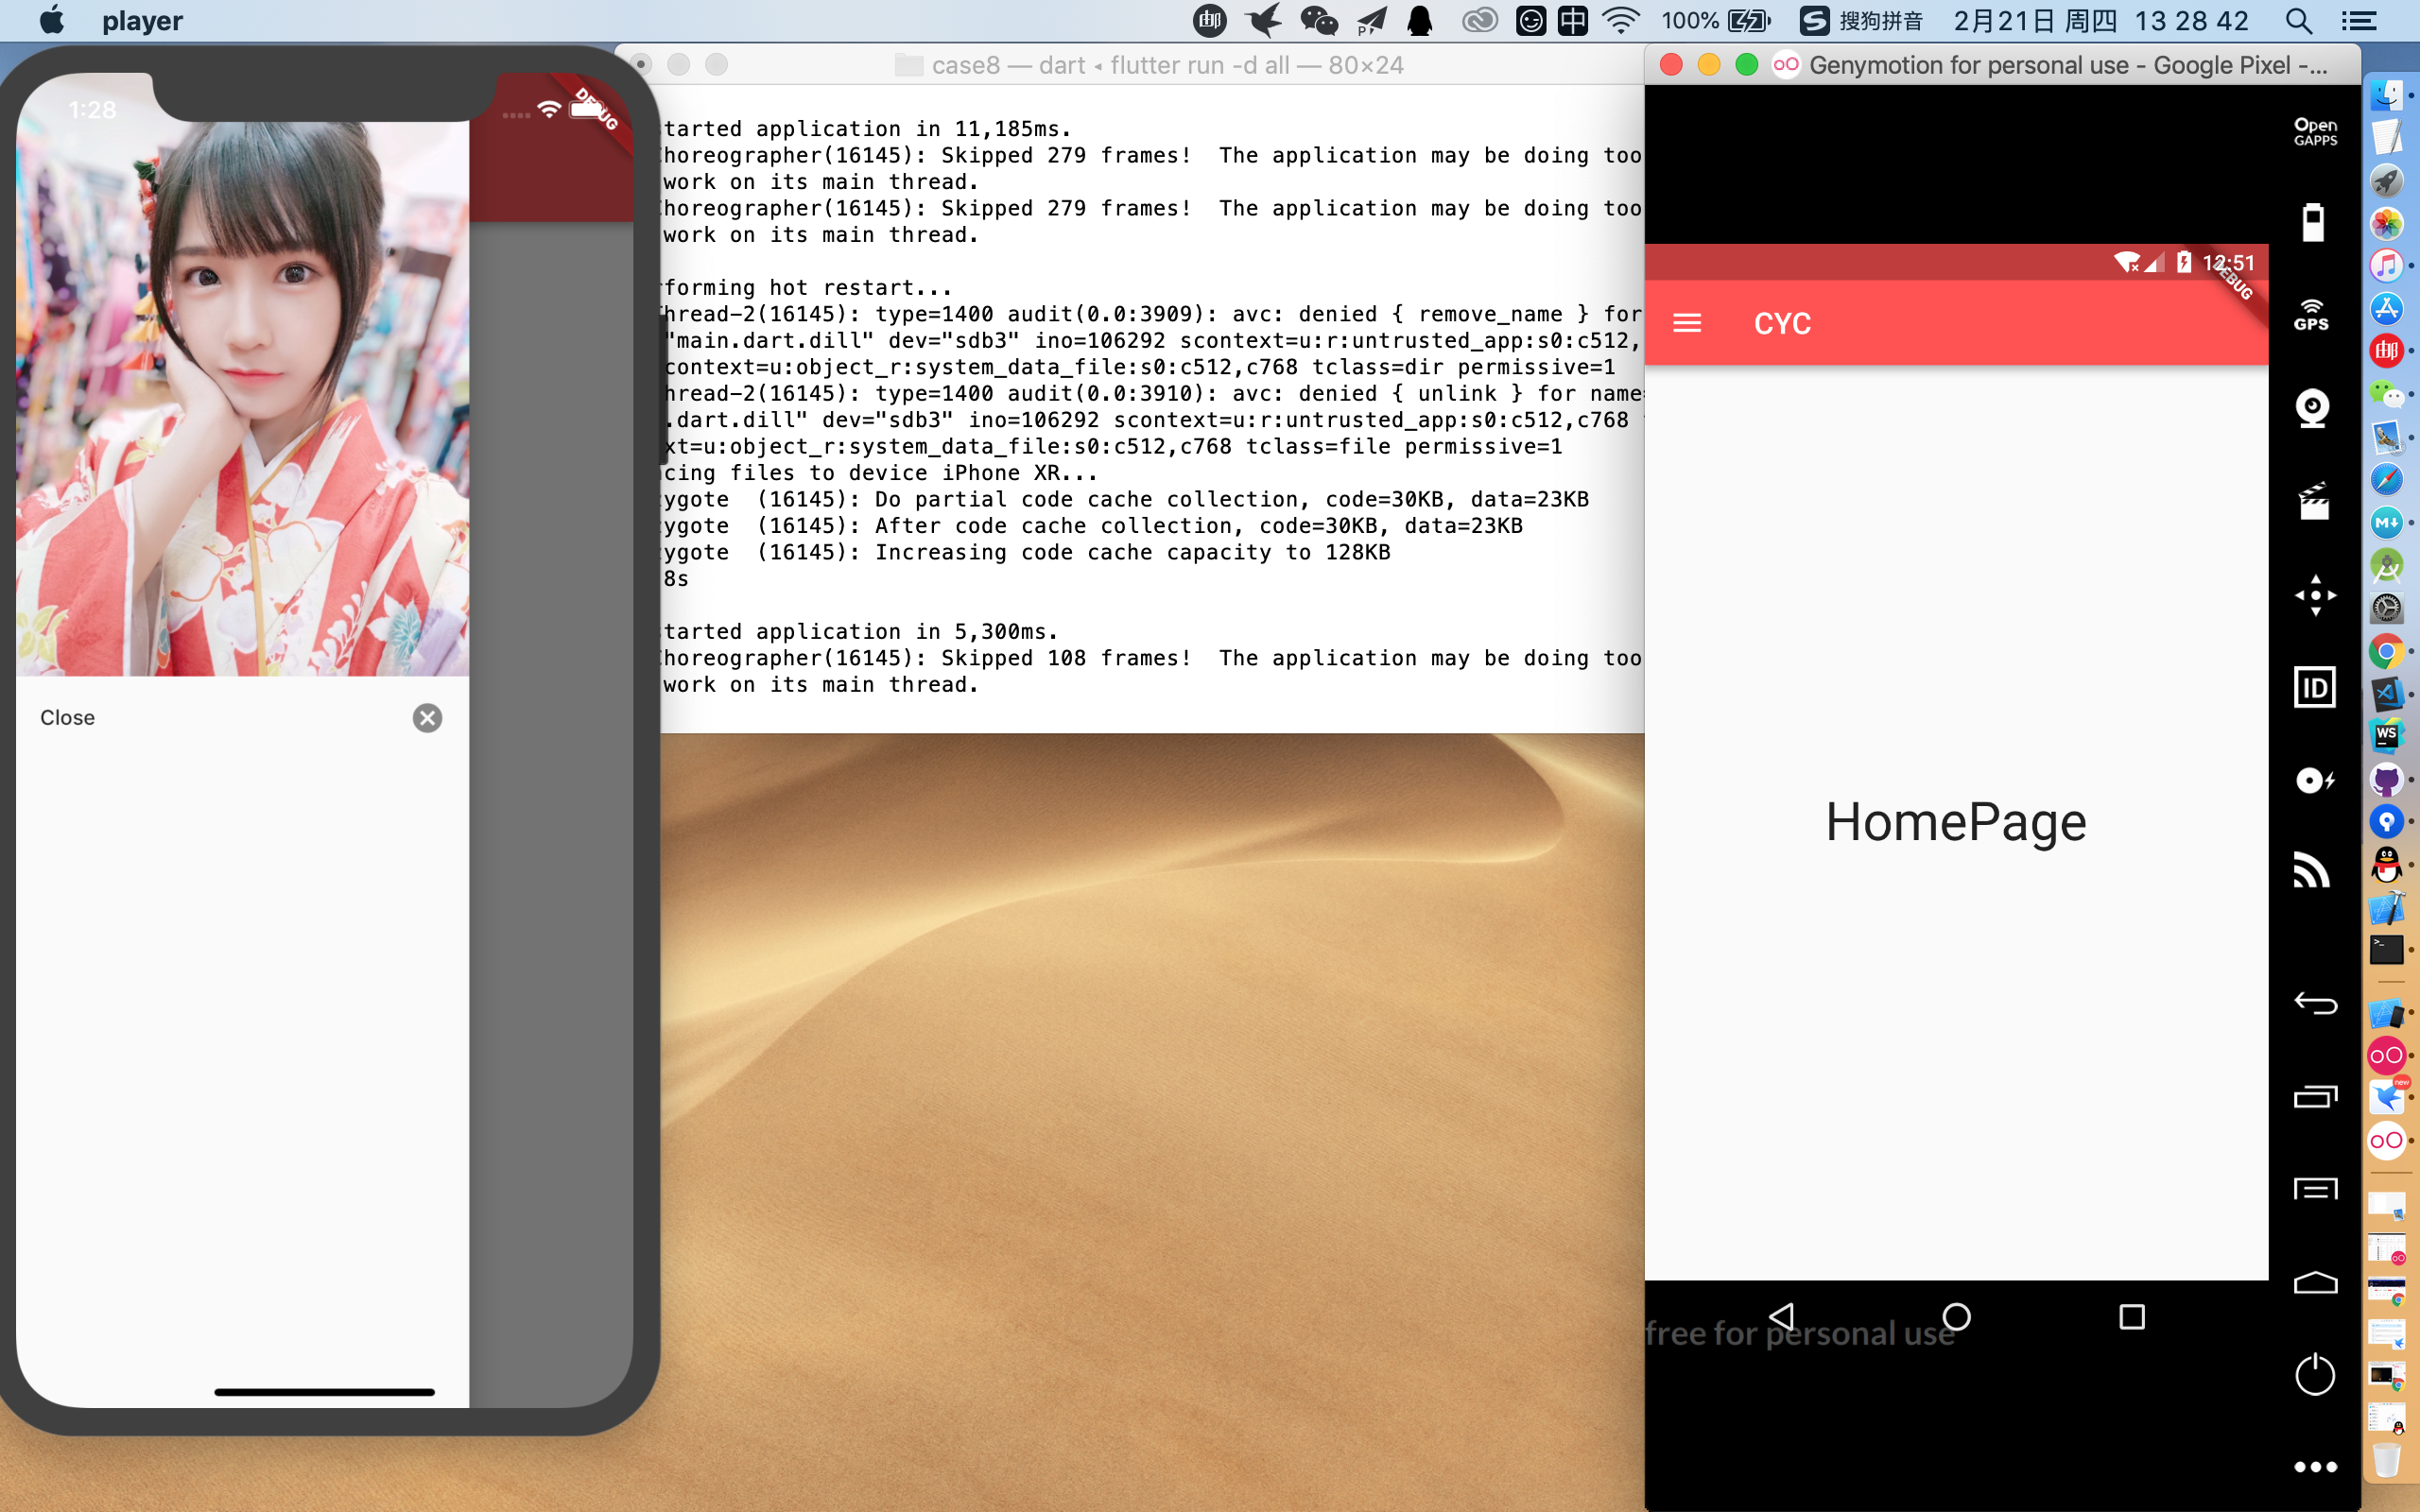 player
100%
搜狗拼音
2月21日 周四 13 28 42
1:28
DEBUG
Close
case8 — dart ◂ flutter run -d all — 80×24
tarted application in 11,185ms.
horeographer(16145): Skipped 279 frames!  The application may be doing too
work on its main thread.
horeographer(16145): Skipped 279 frames!  The application may be doing too
work on its main thread.
forming hot restart...
hread-2(16145): type=1400 audit(0.0:3909): avc: denied { remove_name } for
"main.dart.dill" dev="sdb3" ino=106292 scontext=u:r:untrusted_app:s0:c512,
context=u:object_r:system_data_file:s0:c512,c768 tclass=dir permissive=1
hread-2(16145): type=1400 audit(0.0:3910): avc: denied { unlink } for name=
.dart.dill" dev="sdb3" ino=106292 scontext=u:r:untrusted_app:s0:c512,c768
xt=u:object_r:system_data_file:s0:c512,c768 tclass=file permissive=1
cing files to device iPhone XR...
ygote  (16145): Do partial code cache collection, code=30KB, data=23KB
ygote  (16145): After code cache collection, code=30KB, data=23KB
ygote  (16145): Increasing code cache capacity to 128KB
8s
tarted application in 5,300ms.
horeographer(16145): Skipped 108 frames!  The application may be doing too
work on its main thread.
Genymotion for personal use - Google Pixel -...
12:51
DEBUG
CYC
HomePage
free for personal use
Open
GAPPS
GPS
ID